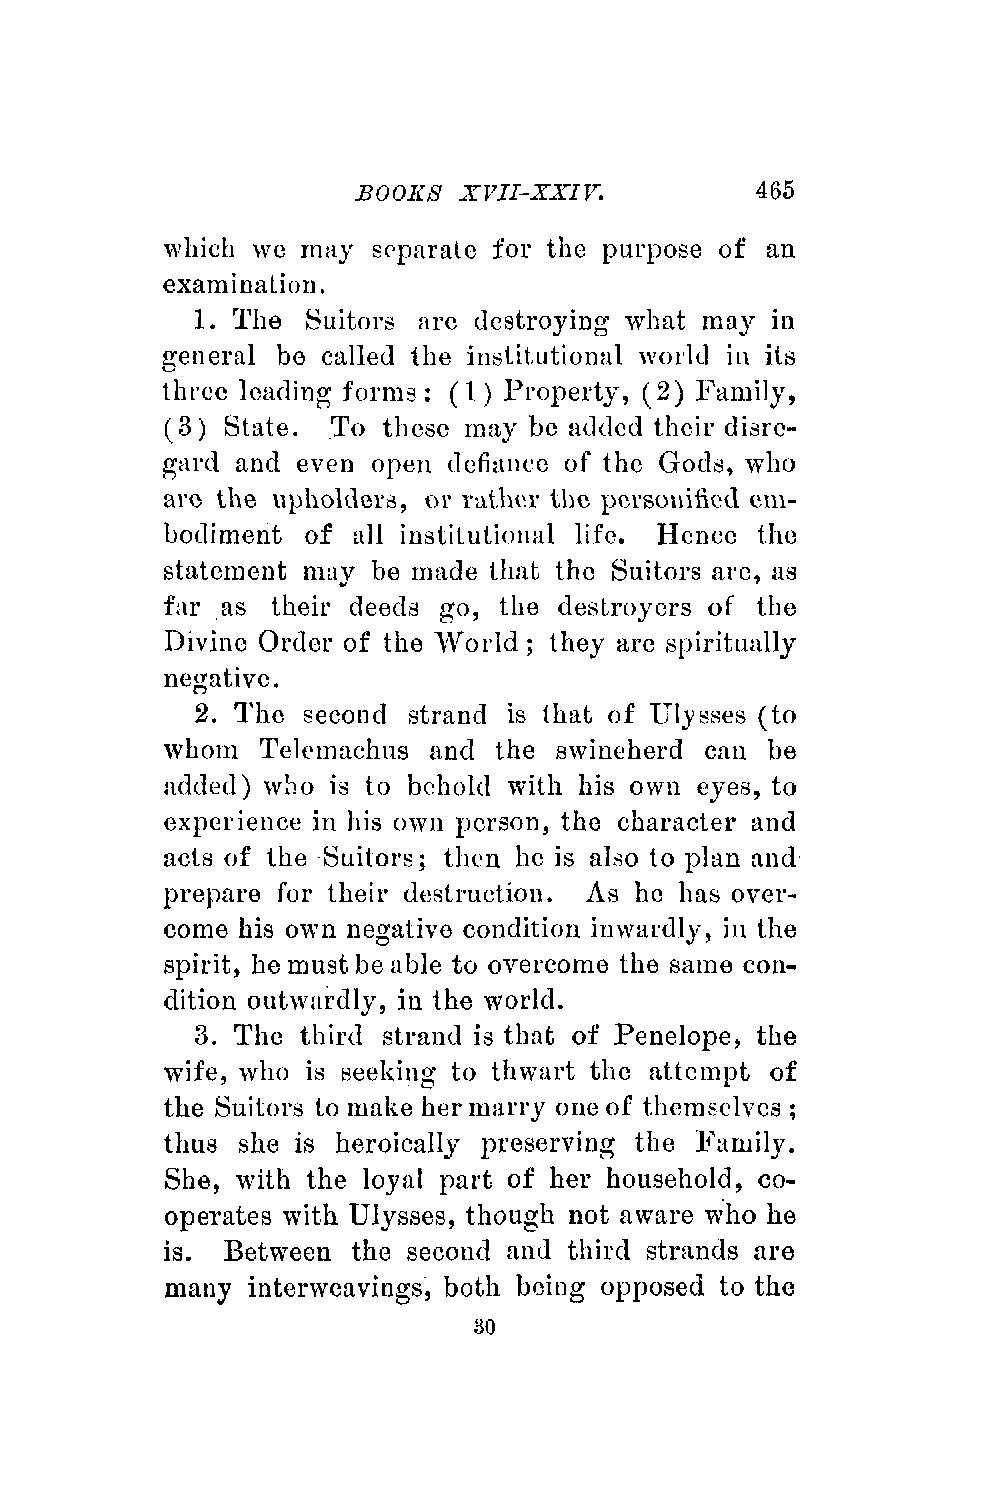 BOOKS XVII-XXIV. 465
which we may separate for the purpose of an
examination.
1. The Suitors are destroying what may in
general be called the institutional world in its
three leading forms: (1) Property, (2) Family,
(3) State. To these may be added their disre-
gard and even open defiance of the Gods, who
are the upholders, or rather the personified em-
bodiment of all institutional life. Hence the
statement may be made that the Suitors are, as
far as their deeds go, the destroyers of the
Divine Order of the World; they are spiritually
negative.
2. The second strand is that of Ulysses (to
whom Telemachus and the swineherd can be
added) who is to behold with his own eyes, to
experience in his own person, the character and
acts of the Suitors; then he is also to plan and
prepare for their destruction. As he has over-
come his own negative condition inwardly, in the
spirit, he must be able to overcome the same con-
dition outwardly, in the world.
3. The third strand is that of Penelope, the
wife, who is seeking to thwart the attempt of
the Suitors to make her marry one of themselves;
thus she is heroically preserving the Family.
She, with the loyal part of her household, co-
operates with Ulysses, though not aware who he
is. Between the second and third strands are
many interweavings, both being opposed to the
30